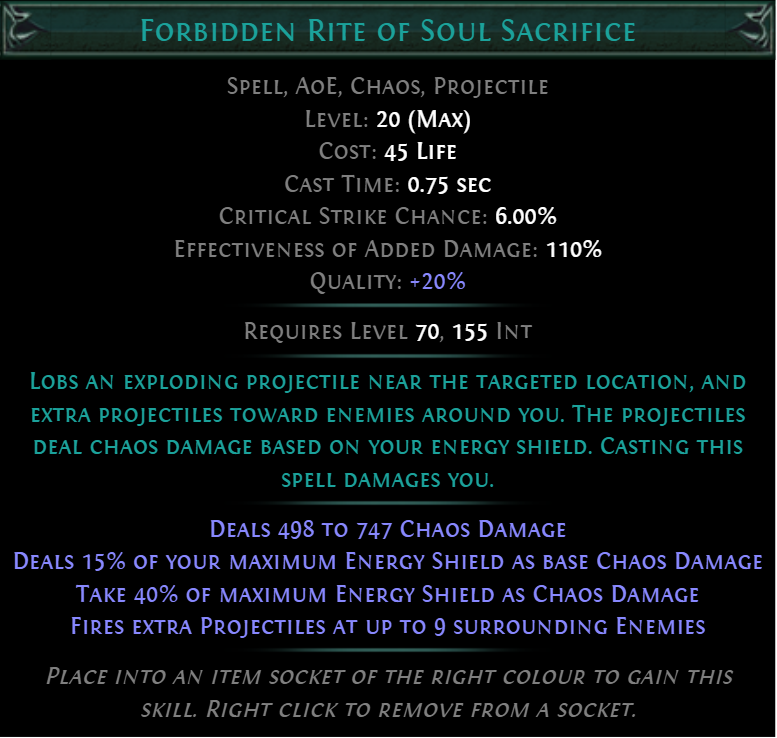 Forbidden Rite of Soul Sacrifice
Spell, AoE, Chaos, Projectile
Level: 20 (Max)
Cost: 45 Life
Cast Time: 0.75 sec
Critical Strike Chance: 6.00%
Effectiveness of Added Damage: 110%
Quality: +20%
Requires Level 70, 155 Int
Lobs an exploding projectile near the targeted location, and
extra projectiles toward enemies around you. The projectiles
deal chaos damage based on your energy shield. Casting this
spell damages you.
Deals 498 to 747 Chaos Damage
Deals 15% of your maximum Energy Shield as base Chaos Damage
Take 40% of maximum Energy Shield as Chaos Damage
Fires extra Projectiles at up to 9 surrounding Enemies
Place into an item socket of the right colour to gain this
skill. Right click to remove from a socket.